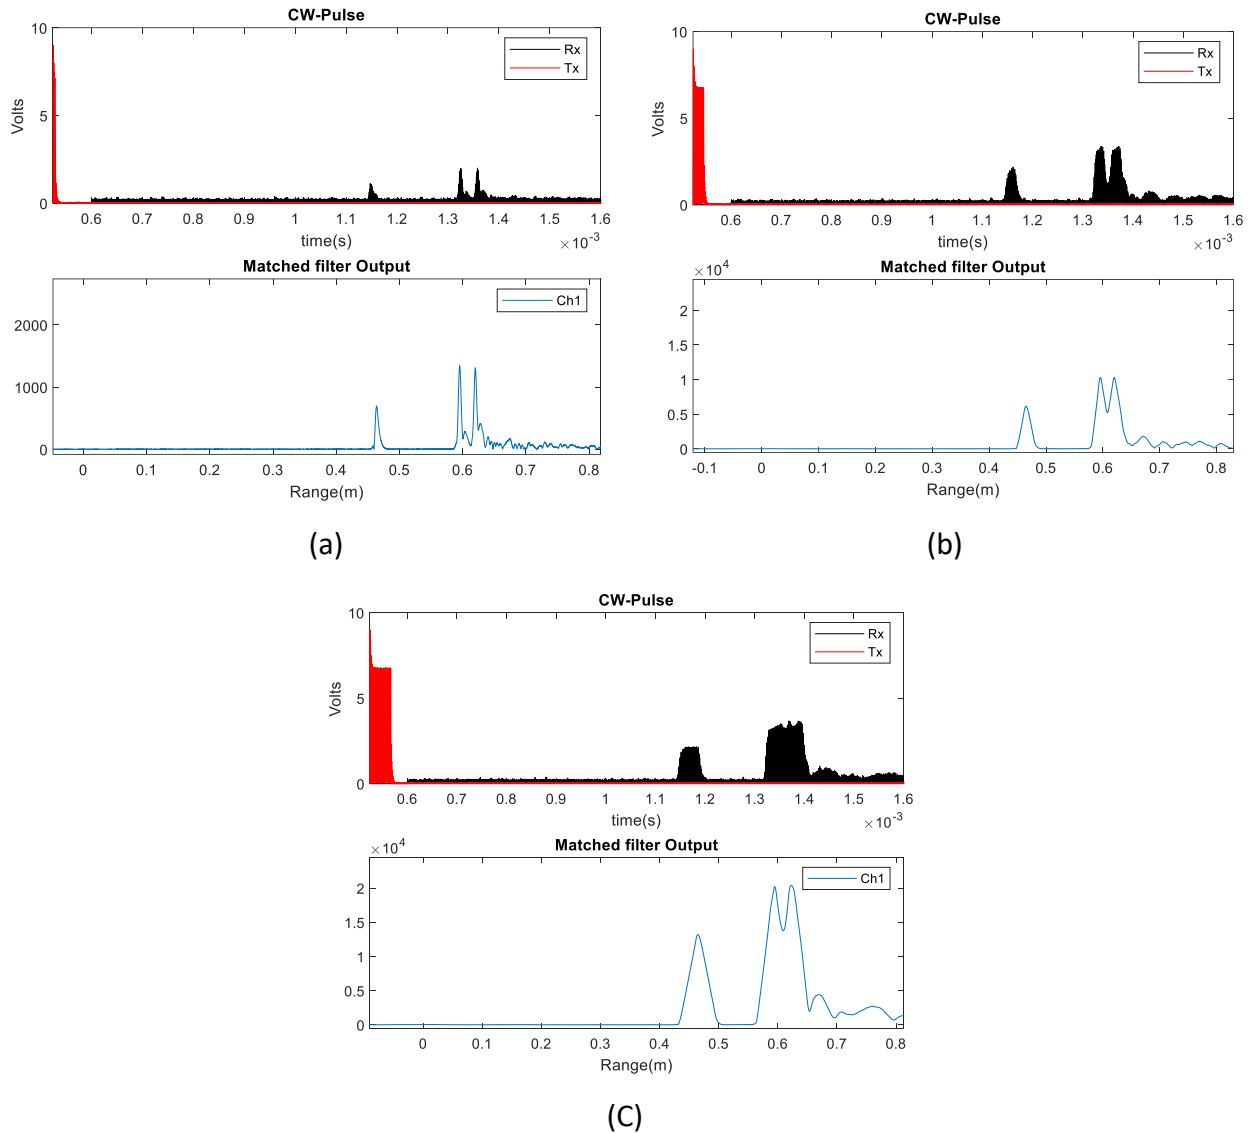 CW-Pulse
10
5
0
Volts
Rx
Tx
0.6 0.7 0.8 0.9 1 1.1 1.2 1.3 1.4 1.5 1.6
time(s)
×10-3
Matched filter Output
2000
1000
0
Ch1
0 0.1 0.2 0.3 0.4 0.5 0.6 0.7 0.8
Range(m)
(a)
CW-Pulse
10
5
0
Volts
Rx
Tx
0.6 0.7 0.8 0.9 1 1.1 1.2 1.3 1.4 1.5 1.6
time(s)
×10-3
×104
Matched filter Output
2
1.5
1
0.5
0
-0.1 0 0.1 0.2 0.3 0.4 0.5 0.6 0.7 0.8
Range(m)
(b)
CW-Pulse
10
5
0
Volts
Rx
Tx
0.6 0.7 0.8 0.9 1 1.1 1.2 1.3 1.4 1.5 1.6
time(s)
×10-3
×104
Matched filter Output
2
1.5
1
0.5
0
Ch1
0 0.1 0.2 0.3 0.4 0.5 0.6 0.7 0.8
Range(m)
(C)